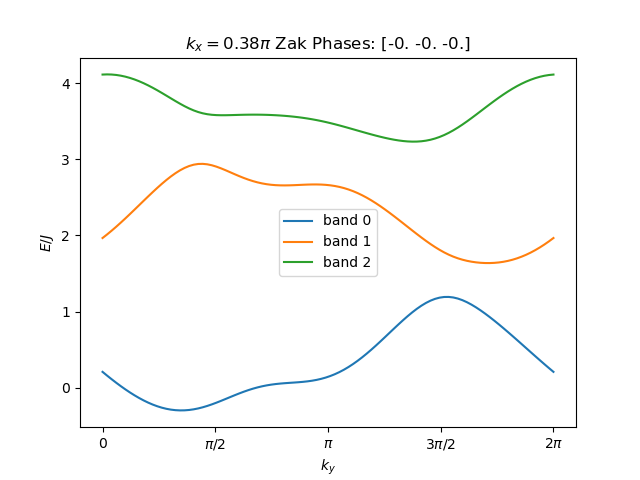 $k_x = 0.38\pi$ Zak Phases: [-0. -0. -0.]
4
3
2
1
0
E/J
band 0
band 1
band 2
0
π/2
π
3π/2
2π
$k_y$